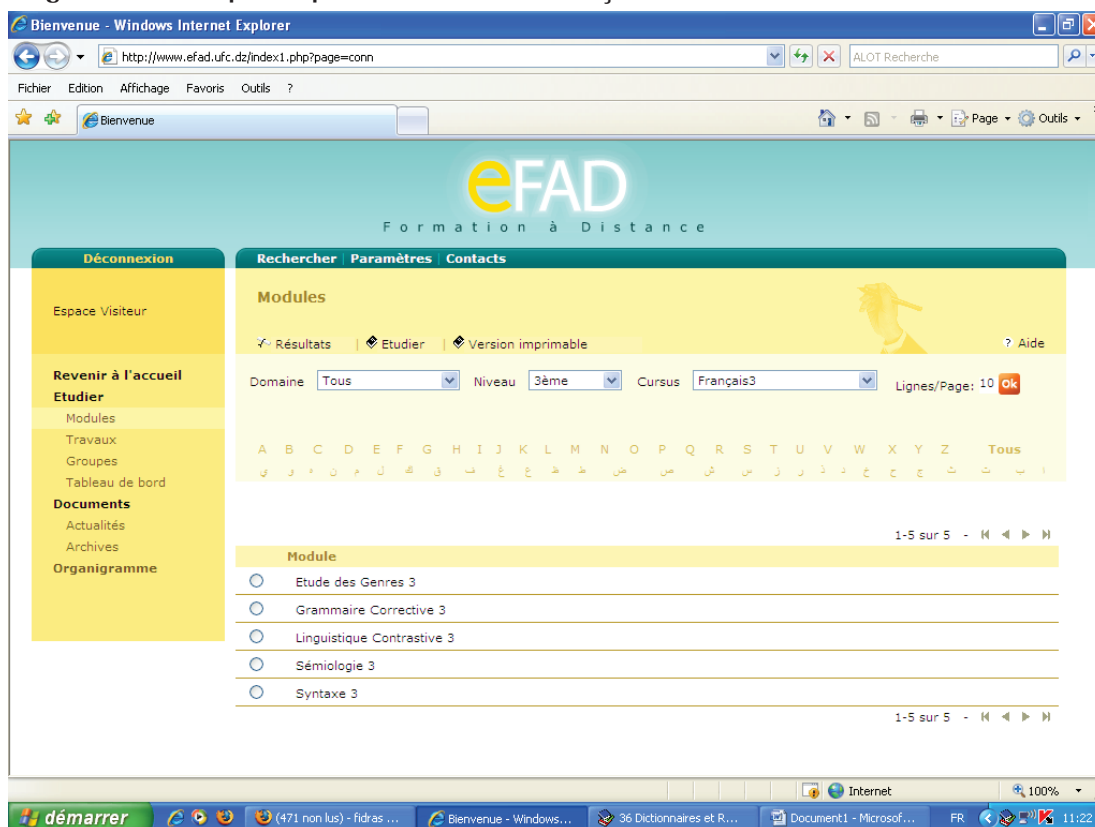 Bienvenue - Windows Internet Explorer
http://www.efad.ufc.dz/index1.php?page=conn
ALOT Recherche
Fichier Edition Affichage Favoris Outils ?
Bienvenue
Page Outils
eFAD
Formation à Distance
Déconnexion
Rechercher | Paramètres | Contacts
Espace Visiteur
Modules
Résultats | Etudier | Version imprimable
? Aide
Revenir à l'accueil
Etudier
Modules
Travaux
Groupes
Tableau de bord
Documents
Actualités
Archives
Organigramme
Domaine Tous Niveau 3ème Cursus Français3 Lignes/Page: 10 Ok
A B C D E F G H I J K L M N O P Q R S T U V W X Y Z Tous
ا ب ت ث ج ح خ د ذ ر ز س ش ص ض ط ظ ع غ ف ق ك ل م ن ه و ي
1-5 sur 5 -
Module
Etude des Genres 3
Grammaire Corrective 3
Linguistique Contrastive 3
Sémiologie 3
Syntaxe 3
1-5 sur 5 -
Internet 100%
démarrer (471 non lus) - fidras ... Bienvenue - Windows... 36 Dictionnaires et R... Document1 - Microsof... FR 11:22